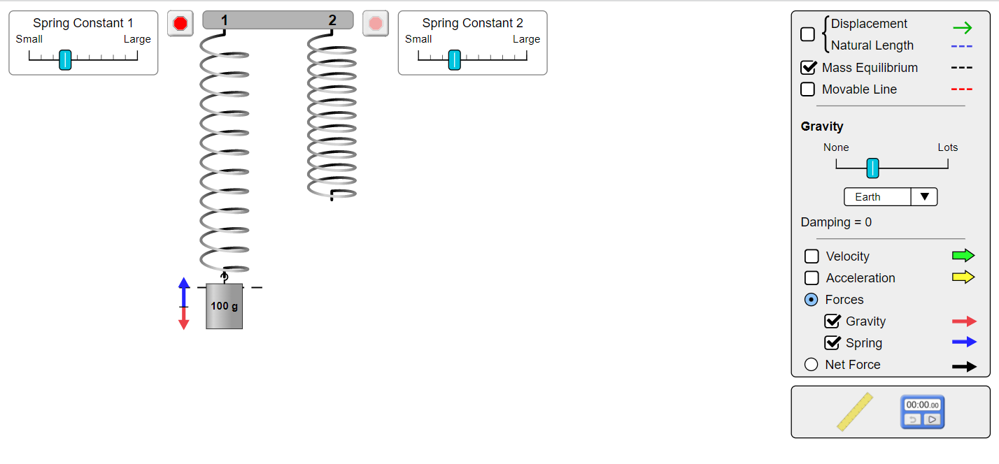 Spring Constant 1
Small Large
1 2
Spring Constant 2
Small Large
100 g
Displacement
Natural Length
Mass Equilibrium
Movable Line
Gravity
None Lots
Earth
Damping = 0
Velocity
Acceleration
Forces
Gravity
Spring
Net Force
00:00.00